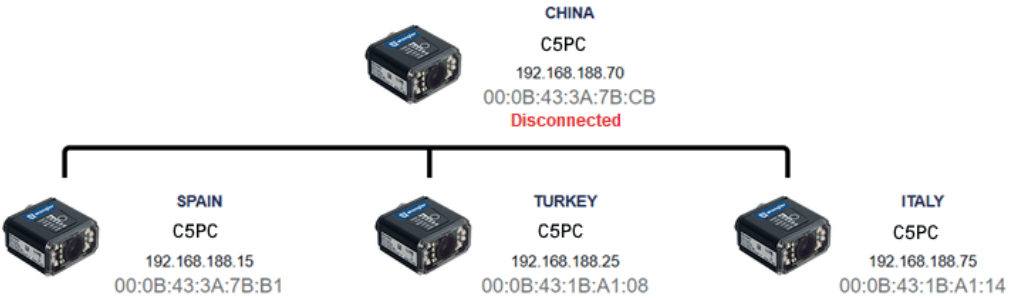 CHINA
C5PC
192.168.188.70
00:0B:43:3A:7B:CB
Disconnected
SPAIN
C5PC
192.168.188.15
00:0B:43:3A:7B:B1
TURKEY
C5PC
192.168.188.25
00:0B:43:1B:A1:08
ITALY
C5PC
192.168.188.75
00:0B:43:1B:A1:14